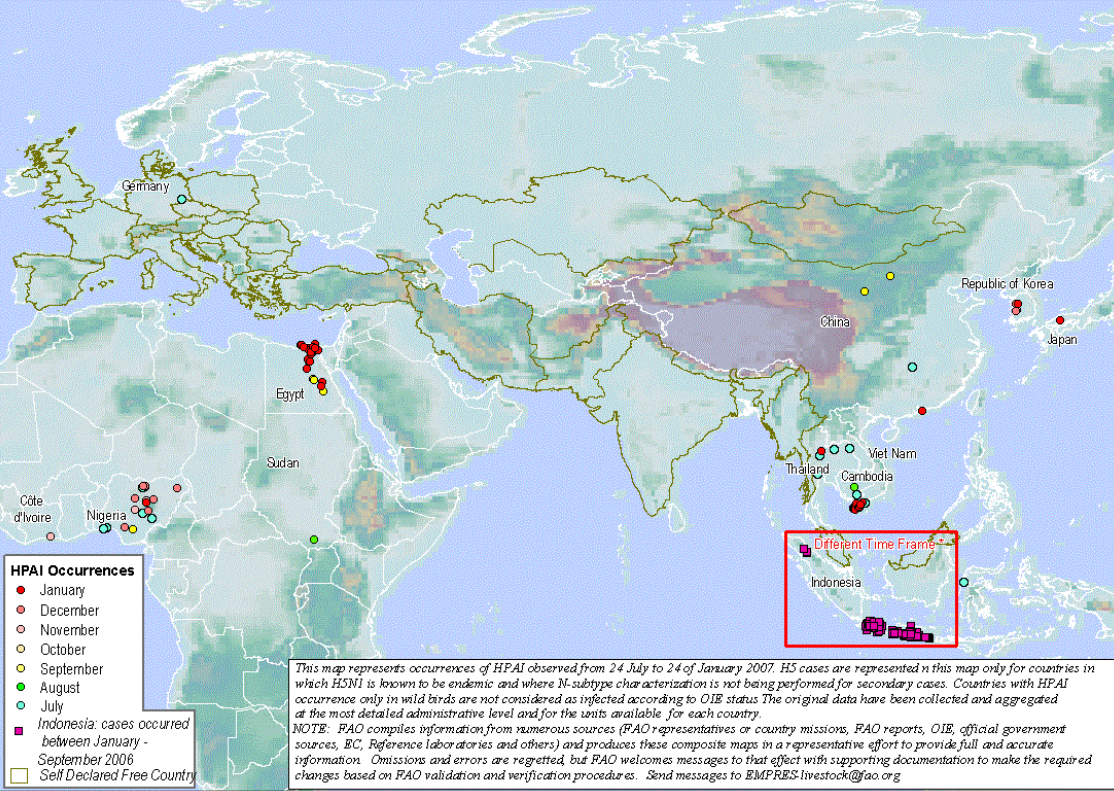 Germany
Republic of Korea
China
Japan
Egypt
Sudan
Viet Nam
Thailand
Cambodia
Côte
d'Ivoire
Nigeria
Different Time Frame *
Indonesia
HPAI Occurrences
January
December
November
October
September
August
July
Indonesia: cases occurred
between January -
September 2006
Self Declared Free Country
This map represents occurrences of HPAI observed from 24 July to 24 of January 2007. H5 cases are represented n this map only for countries in
which H5N1 is known to be endemic and where N-subtype characterization is not being performed for secondary cases. Countries with HPAI
occurrence only in wild birds are not considered as infected according to OIE status The original data have been collected and aggregated
at the most detailed administrative level and for the units available for each country.
NOTE: FAO compiles information from numerous sources (FAO representatives or country missions, FAO reports, OIE, official government
sources, EC, Reference laboratories and others) and produces these composite maps in a representative effort to provide full and accurate
information. Omissions and errors are regretted, but FAO welcomes messages to that effect with supporting documentation to make the required
changes based on FAO validation and verification procedures. Send messages to EMPRES-livestock@fao.org